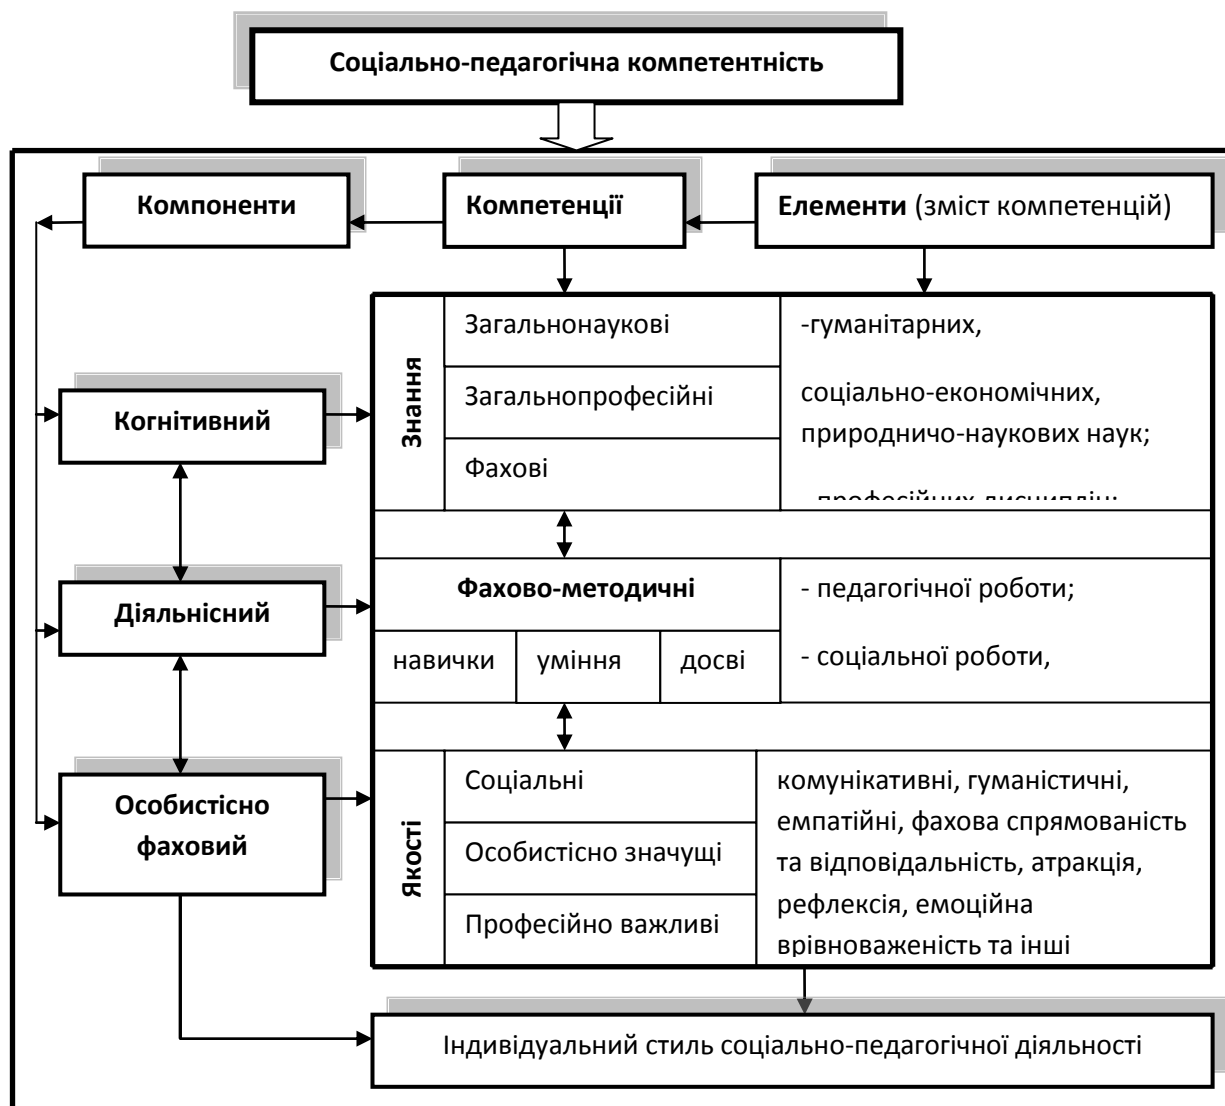 Соціально-педагогічна компетентність
Компоненти
Компетенції
Елементи (зміст компетенцій)
Знання
Загальнонаукові
Загальнопрофесійні
Фахові
-гуманітарних,
соціально-економічних,
природничо-наукових наук;
- професійних дисциплін;
Когнітивний
Діяльнісний
Фахово-методичні
навички
уміння
досві
- педагогічної роботи;
- соціальної роботи,
Особистісно
фаховий
Якості
Соціальні
Особистісно значущі
Професійно важливі
комунікативні, гуманістичні,
емпатійні, фахова спрямованість
та відповідальність, атракція,
рефлексія, емоційна
врівноваженість та інші
Індивідуальний стиль соціально-педагогічної діяльності